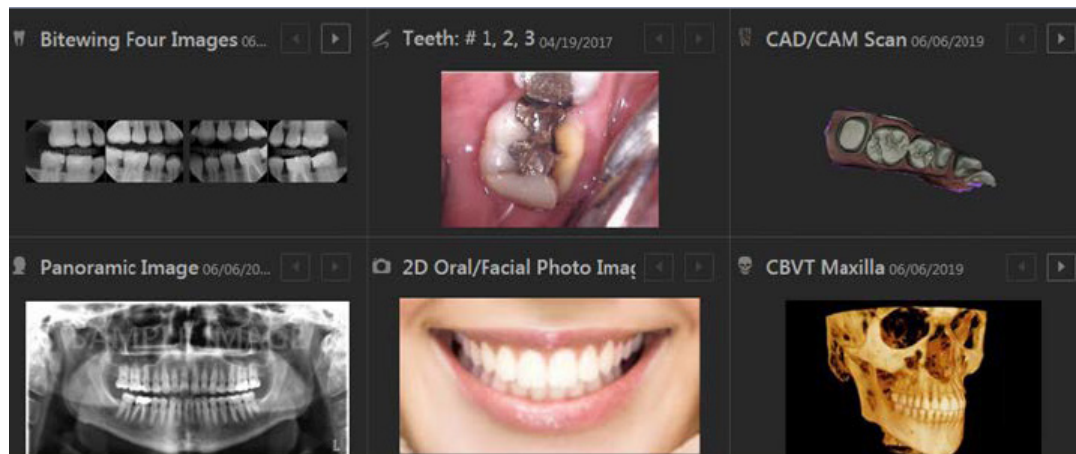 Bitewing Four Images 06...
Teeth: # 1, 2, 3 04/19/2017
CAD/CAM Scan 06/06/2019
Panoramic Image 06/06/20...
2D Oral/Facial Photo Imag
CBVT Maxilla 06/06/2019
SAMPLE IMAGE
L